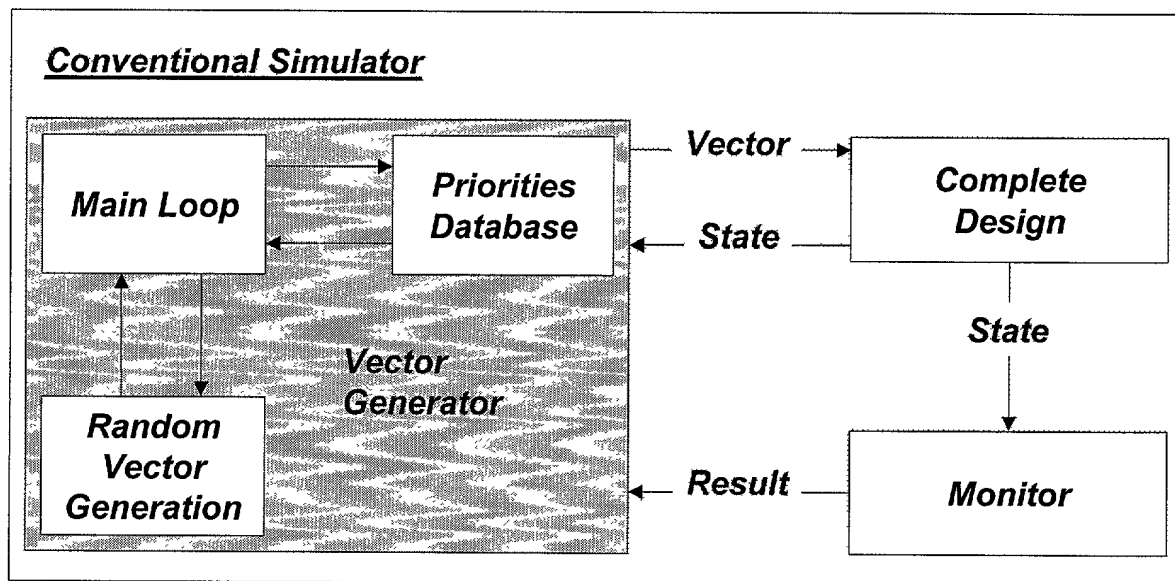 Conventional Simulator
Main Loop
Priorities
Database
Vector
State
Complete
Design
State
Vector
Generator
Random
Vector
Generation
Result
Monitor